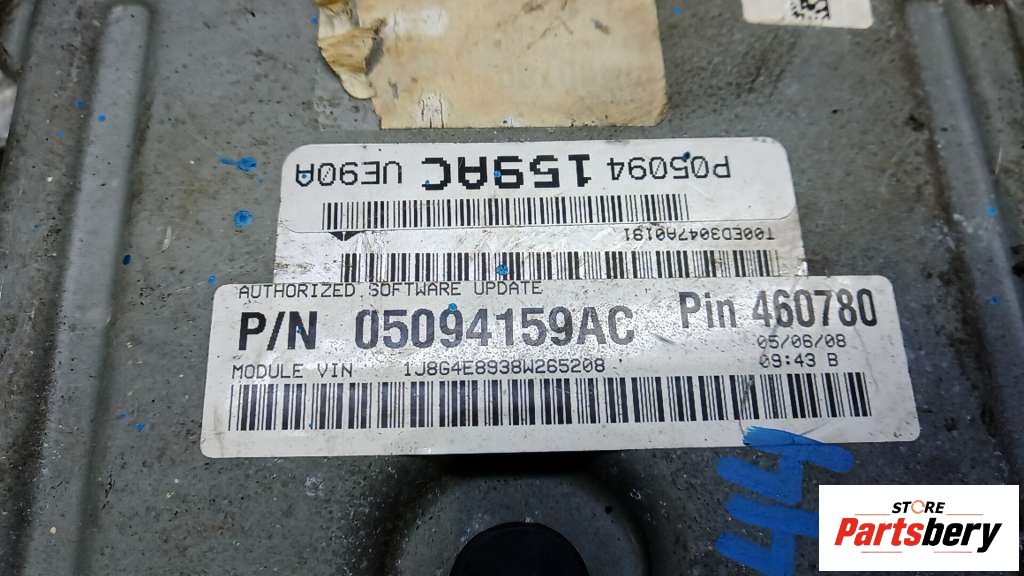 P05094 159AC UE90A
T00ED3047A0191
AUTHORIZED SOFTWARE UPDATE
P/N 05094159AC Pin 460780
05/06/08
MODULE VIN 1J8G4E8938W265208
09:43 B
444
STORE
Partsbery